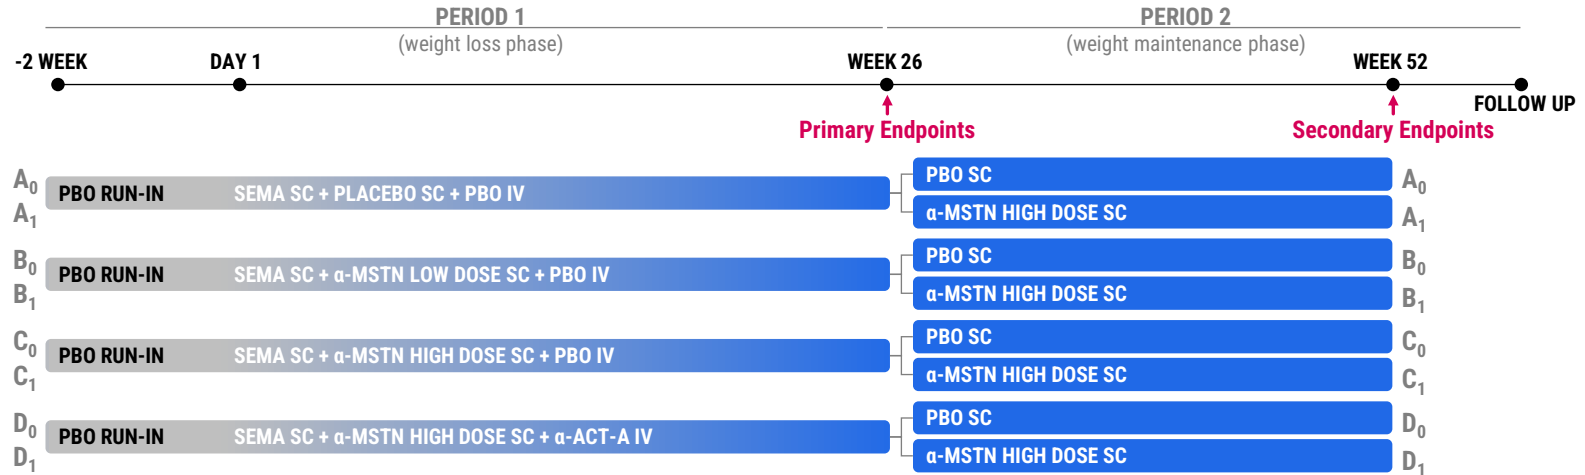 PERIOD 1
PERIOD 2
(weight loss phase)
(weight maintenance phase)
-2 WEEK
DAY 1
WEEK 26
WEEK 52
FOLLOW UP
Primary Endpoints
Secondary Endpoints
A0
A1
PBO RUN-IN
SEMA SC + PLACEBO SC + PBO IV
PBO SC
α-MSTN HIGH DOSE SC
A0
A1
B0
B1
PBO RUN-IN
SEMA SC + α-MSTN LOW DOSE SC + PBO IV
PBO SC
α-MSTN HIGH DOSE SC
B0
B1
C0
C1
PBO RUN-IN
SEMA SC + α-MSTN HIGH DOSE SC + PBO IV
PBO SC
α-MSTN HIGH DOSE SC
C0
C1
D0
D1
PBO RUN-IN
SEMA SC + α-MSTN HIGH DOSE SC + α-ACT-A IV
PBO SC
α-MSTN HIGH DOSE SC
D0
D1